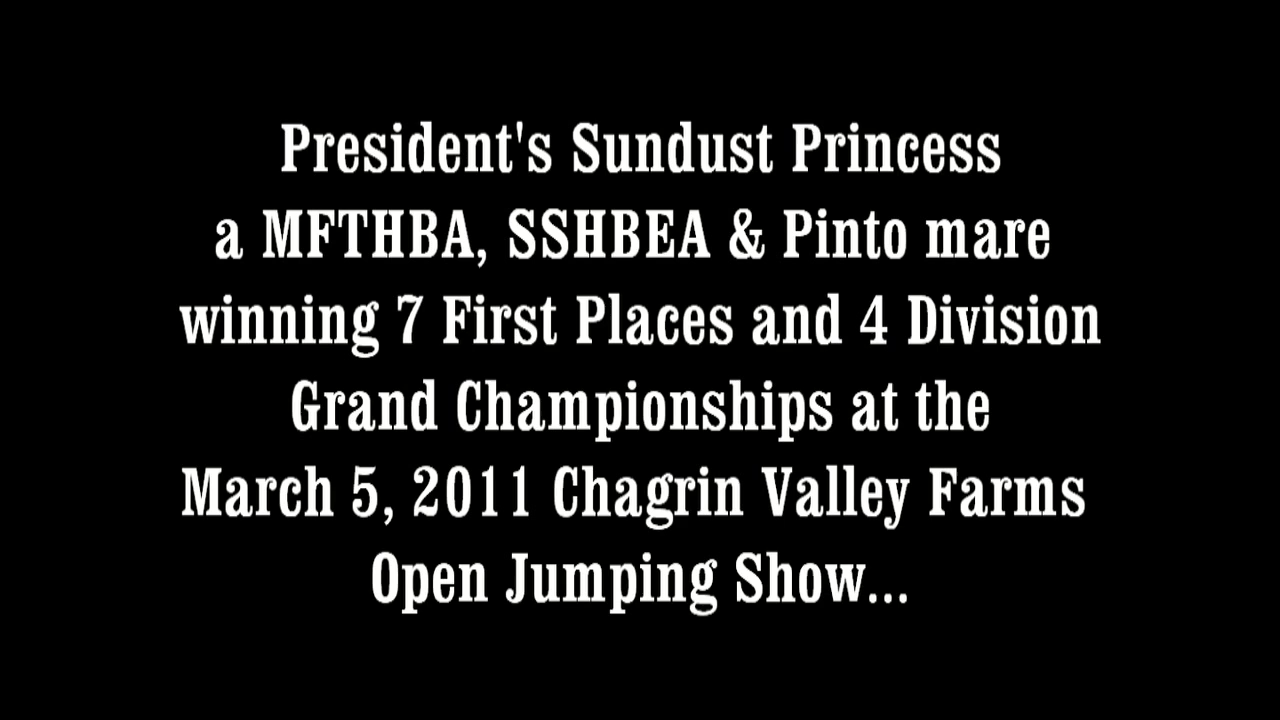 President's Sundust Princess
a MFTHBA, SSHBEA & Pinto mare
winning 7 First Places and 4 Division
Grand Championships at the
March 5, 2011 Chagrin Valley Farms
Open Jumping Show...